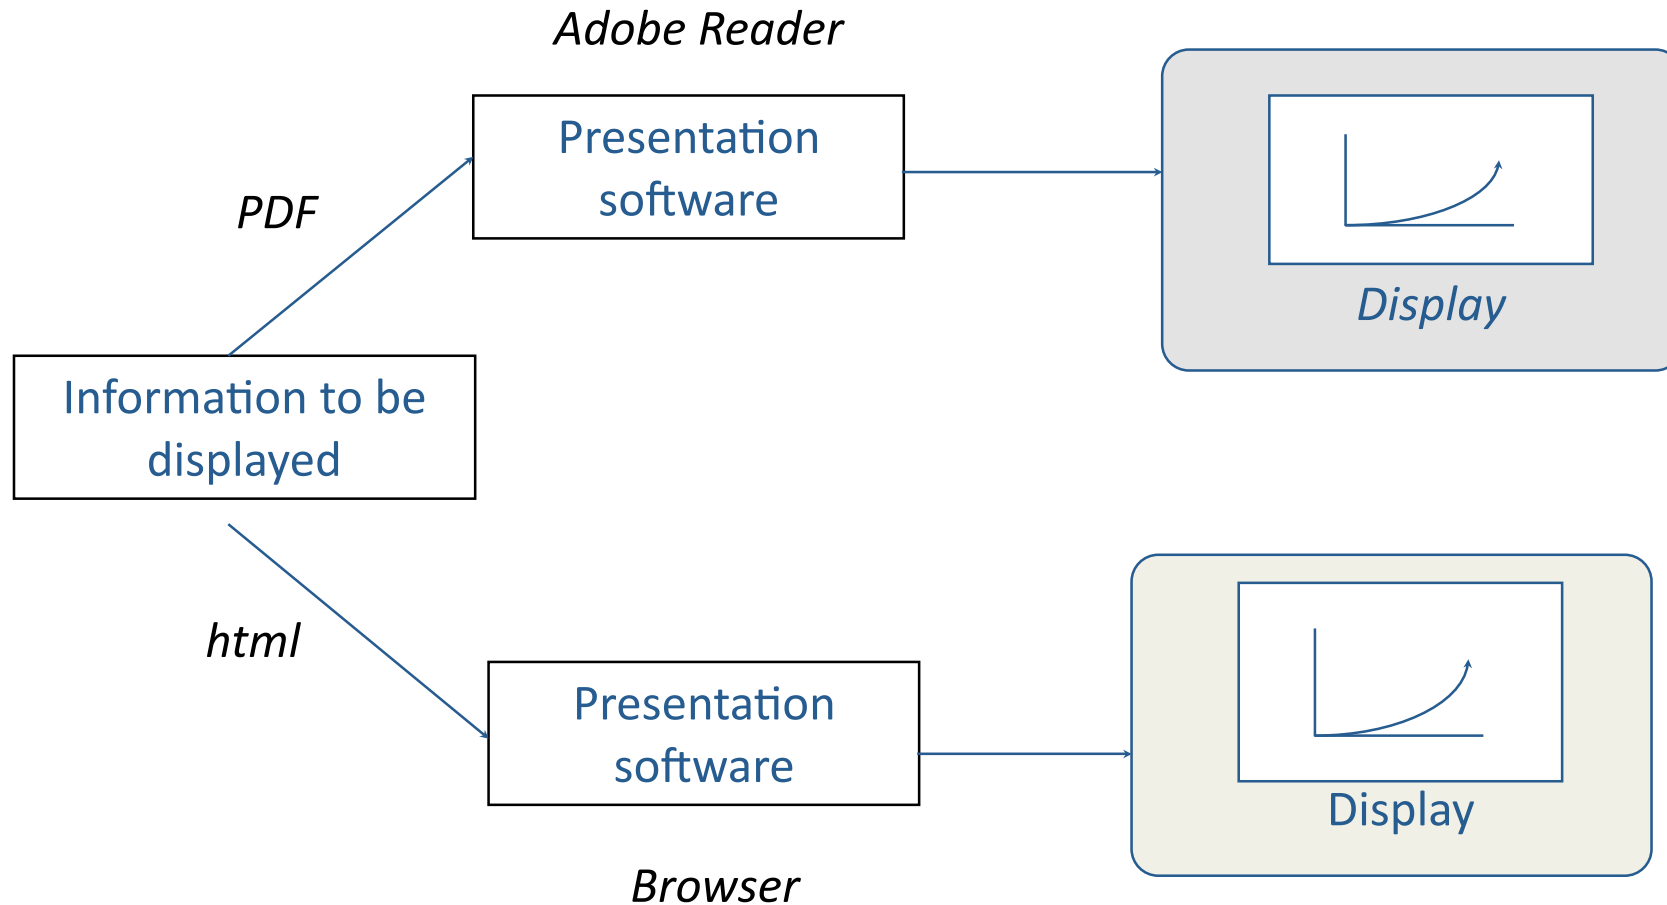 Adobe Reader
Presentation
software
PDF
Display
Information to be
displayed
html
Presentation
software
Display
Browser